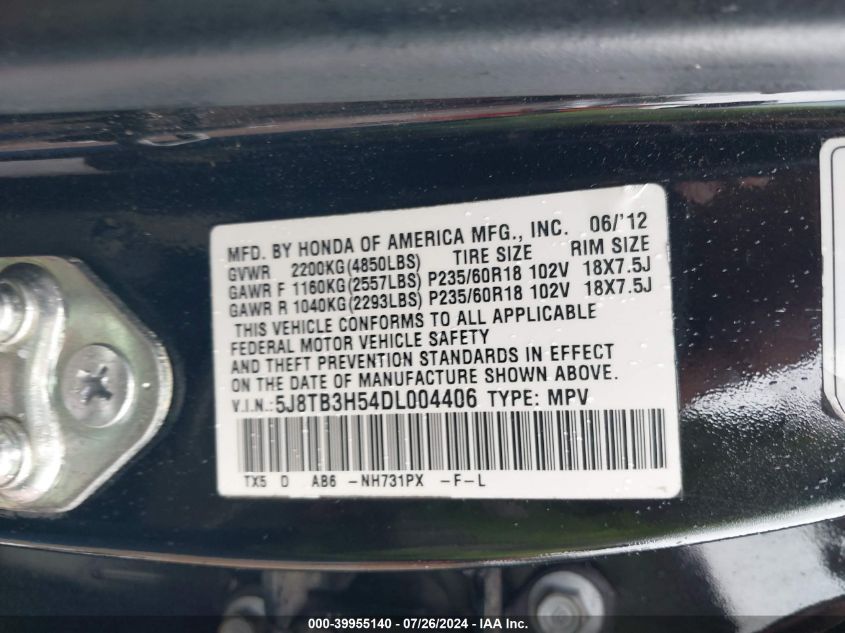 MFD. BY HONDA OF AMERICA MFG., INC. 06/'12
GVWR 2200KG(4850LBS) TIRE SIZE RIM SIZE
GAWR F 1160KG(2557LBS) P235/60R18 102V 18X7.5J
GAWR R 1040KG(2293LBS) P235/60R18 102V 18X7.5J
THIS VEHICLE CONFORMS TO ALL APPLICABLE
FEDERAL MOTOR VEHICLE SAFETY
AND THEFT PREVENTION STANDARDS IN EFFECT
ON THE DATE OF MANUFACTURE SHOWN ABOVE.
V.I.N.: 5J8TB3H54DL004406 TYPE: MPV
TX5 D AB6 -NH731PX -F-L
000-39955140 - 07/26/2024 - IAA Inc.